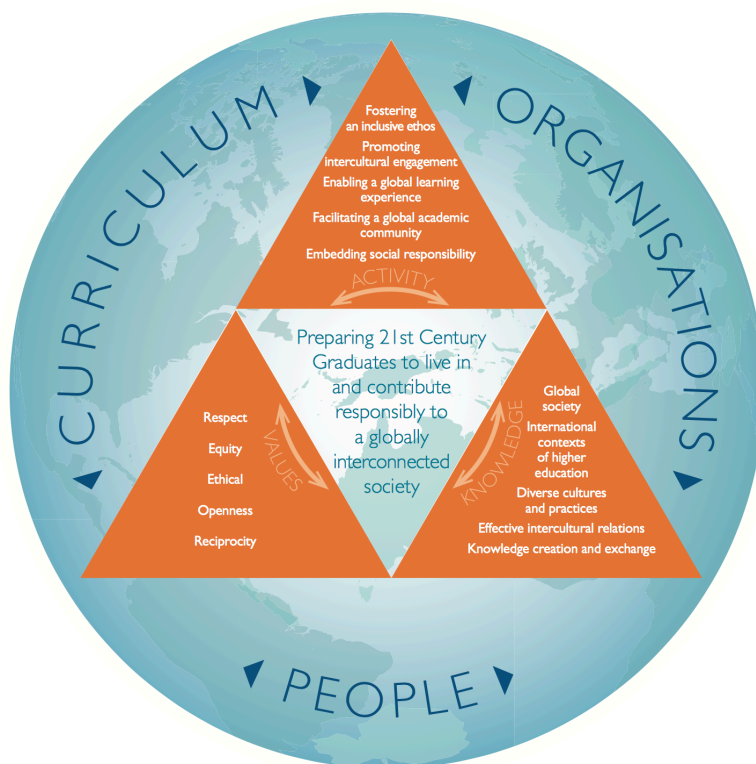 CURRICULUM
ORGANISATIONS
Fostering
an inclusive ethos
Promoting
intercultural engagement
Enabling a global learning
experience
Facilitating a global academic
community
Embedding social responsibility
ACTIVITY
Preparing 21st Century
Graduates to live in
and contribute
responsibly to
a globally
interconnected
society
Respect
Equity
Ethical
Openness
Reciprocity
VALUES
KNOWLEDGE
Global
society
International
contexts
of higher
education
Diverse cultures
and practices
Effective intercultural relations
Knowledge creation and exchange
PEOPLE